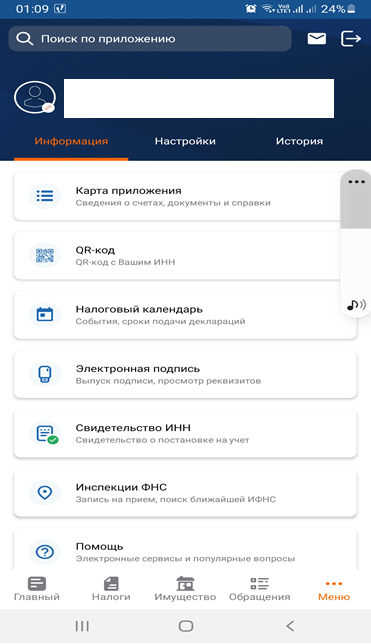 01:09 24%
Поиск по приложению
Информация Настройки История
Карта приложения
Сведения о счетах, документы и справки
QR-код
QR-код с Вашим ИНН
Налоговый календарь
События, сроки подачи деклараций
Электронная подпись
Выпуск подписи, просмотр реквизитов
Свидетельство ИНН
Свидетельство о постановке на учет
Инспекции ФНС
Запись на прием, поиск ближайшей ИФНС
Помощь
Электронные сервисы и популярные вопросы
Главный Налоги Имущество Обращения Меню